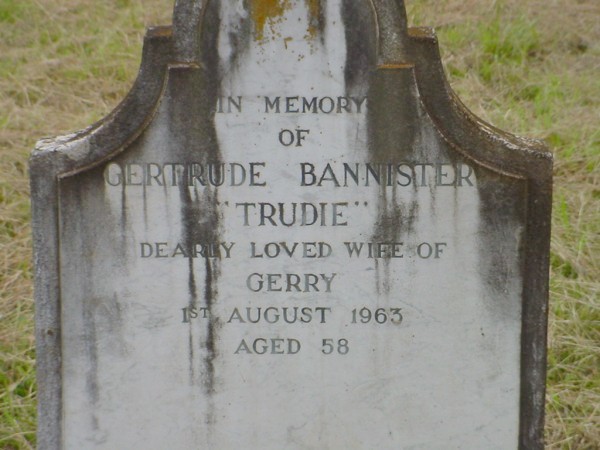 IN MEMORY
OF
GERTRUDE BANNISTER
"TRUDIE"
DEARLY LOVED WIFE OF
GERRY
1ST AUGUST 1963
AGED 58